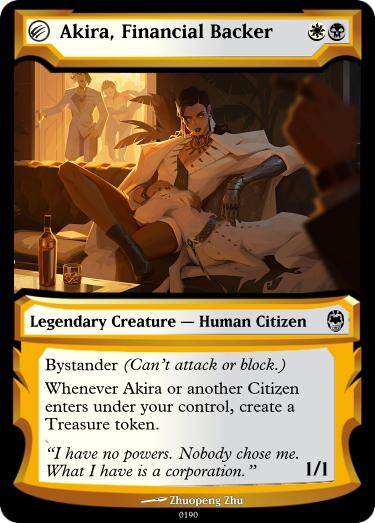 Akira, Financial Backer
Legendary Creature — Human Citizen
Bystander (Can't attack or block.)
Whenever Akira or another Citizen
enters under your control, create a
Treasure token.
“I have no powers. Nobody chose me.
What I have is a corporation.”
1/1
Zhuopeng Zhu
0190